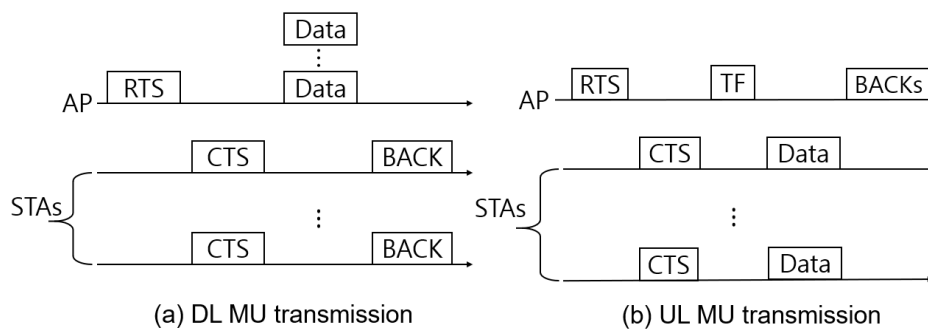 Data
Data
AP RTS
CTS BACK
STAs
CTS BACK
(a) DL MU transmission
AP RTS TF BACKs
CTS Data
STAs
CTS Data
(b) UL MU transmission